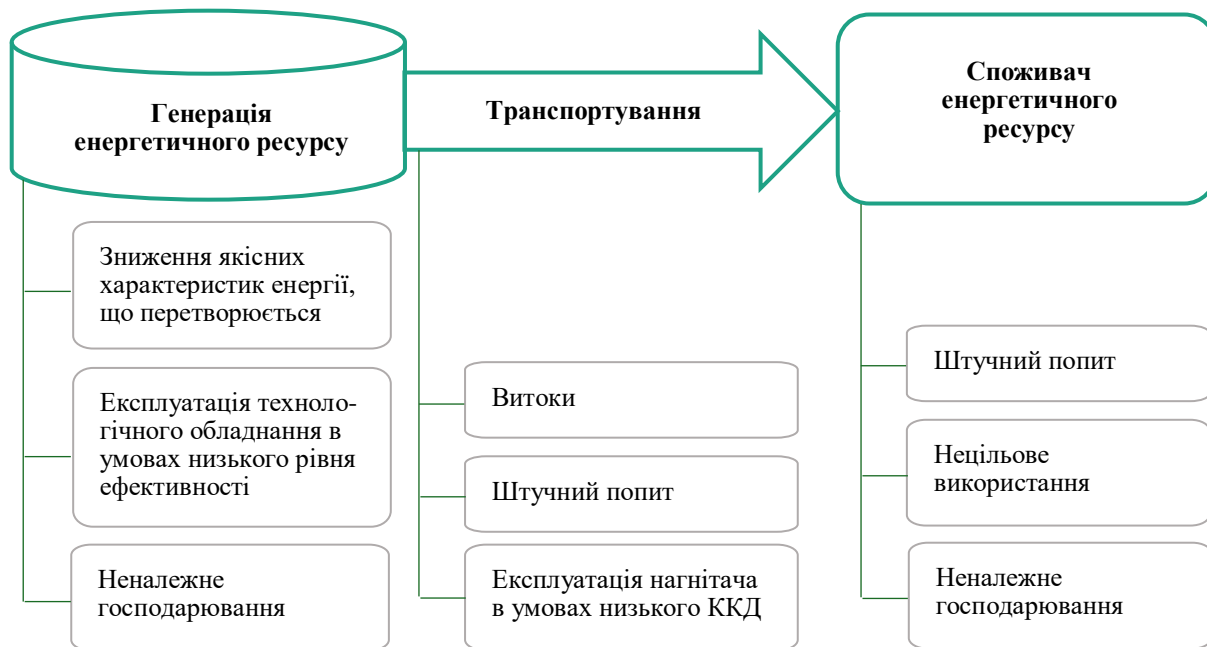 Генерація
енергетичного ресурсу
Транспортування
Споживач
енергетичного
ресурсу
Зниження якісних
характеристик енергії,
що перетворюється
Експлуатація техноло-
гічного обладнання в
умовах низького рівня
ефективності
Неналежне
господарювання
Витоки
Штучний попит
Експлуатація нагнітача
в умовах низького ККД
Штучний попит
Нецільове
використання
Неналежне
господарювання